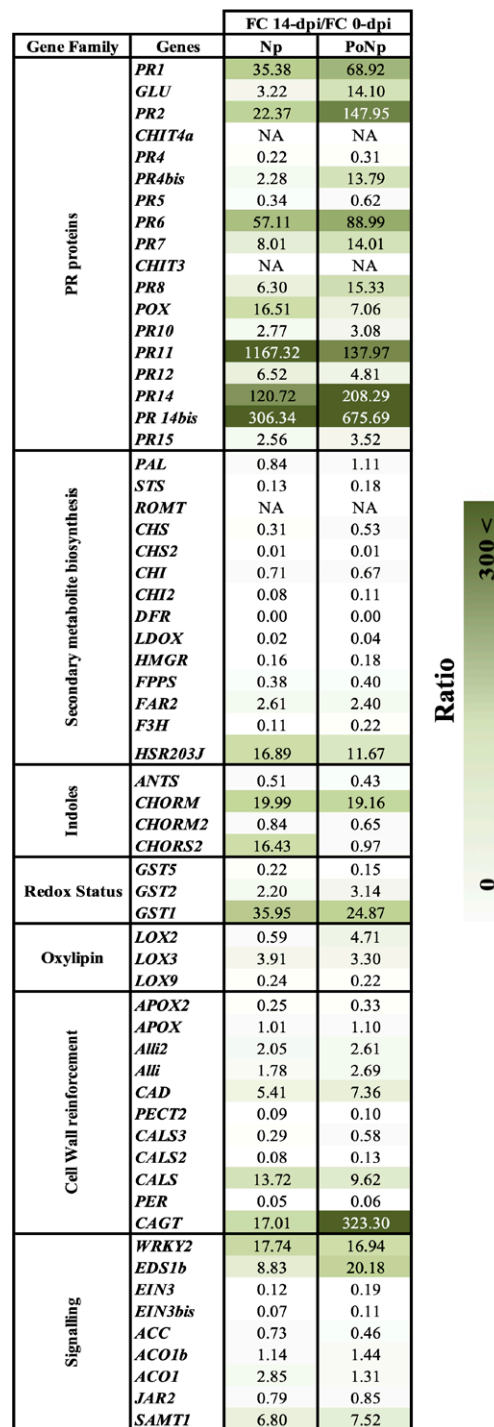 FC 14-dpi/FC 0-dpi
Gene Family Genes Np PoNp
PR proteins
PR1 35.38 68.92
GLU 3.22 14.10
PR2 22.37 147.95
CHIT4a NA NA
PR4 0.22 0.31
PR4bis 2.28 13.79
PR5 0.34 0.62
PR6 57.11 88.99
PR7 8.01 14.01
CHIT3 NA NA
PR8 6.30 15.33
POX 16.51 7.06
PR10 2.77 3.08
PR11 1167.32 137.97
PR12 6.52 4.81
PR14 120.72 208.29
PR 14bis 306.34 675.69
PR15 2.56 3.52
Secondary metabolite biosynthesis
PAL 0.84 1.11
STS 0.13 0.18
ROMT NA NA
CHS 0.31 0.53
CHS2 0.01 0.01
CHI 0.71 0.67
CHI2 0.08 0.11
DFR 0.00 0.00
LDOX 0.02 0.04
HMGR 0.16 0.18
FPPS 0.38 0.40
FAR2 2.61 2.40
F3H 0.11 0.22
HSR203J 16.89 11.67
Indoles
ANTS 0.51 0.43
CHORM 19.99 19.16
CHORM2 0.84 0.65
CHORS2 16.43 0.97
Redox Status
GST5 0.22 0.15
GST2 2.20 3.14
GST1 35.95 24.87
Oxylipin
LOX2 0.59 4.71
LOX3 3.91 3.30
LOX9 0.24 0.22
Cell Wall reinforcement
APOX2 0.25 0.33
APOX 1.01 1.10
Alli2 2.05 2.61
Alli 1.78 2.69
CAD 5.41 7.36
PECT2 0.09 0.10
CALS3 0.29 0.58
CALS2 0.08 0.13
CALS 13.72 9.62
PER 0.05 0.06
CAGT 17.01 323.30
Signalling
WRKY2 17.74 16.94
EDS1b 8.83 20.18
EIN3 0.12 0.19
EIN3bis 0.07 0.11
ACC 0.73 0.46
ACO1b 1.14 1.44
ACO1 2.85 1.31
JAR2 0.79 0.85
SAMT1 6.80 7.52
Ratio
0 300 <